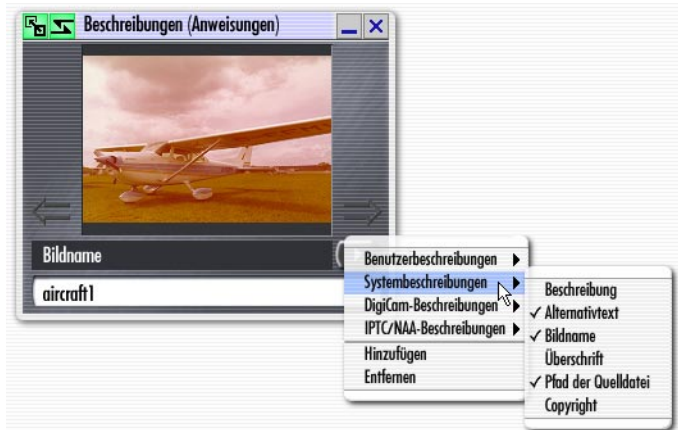 Beschreibungen (Anweisungen)
Bildname
aircraft1
Benutzerbeschreibungen
Systembeschreibungen
DigiCam-Beschreibungen
IPTC/NAA-Beschreibungen
Hinzufügen
Entfernen
Beschreibung
Alternativtext
Bildname
Überschrift
Pfad der Quelldatei
Copyright